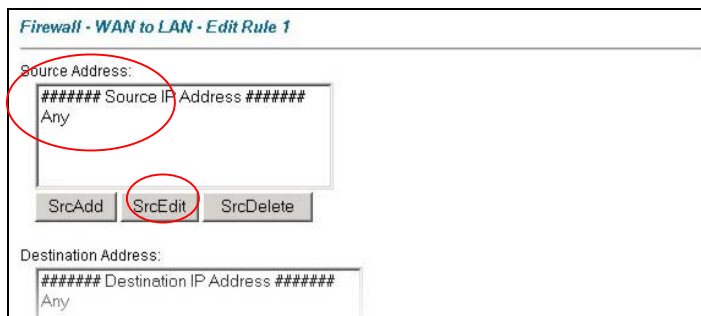 Firewall - WAN to LAN - Edit Rule 1
Source Address:
####### Source IP Address #######
Any
SrcAdd SrcEdit SrcDelete
Destination Address:
####### Destination IP Address #######
Any